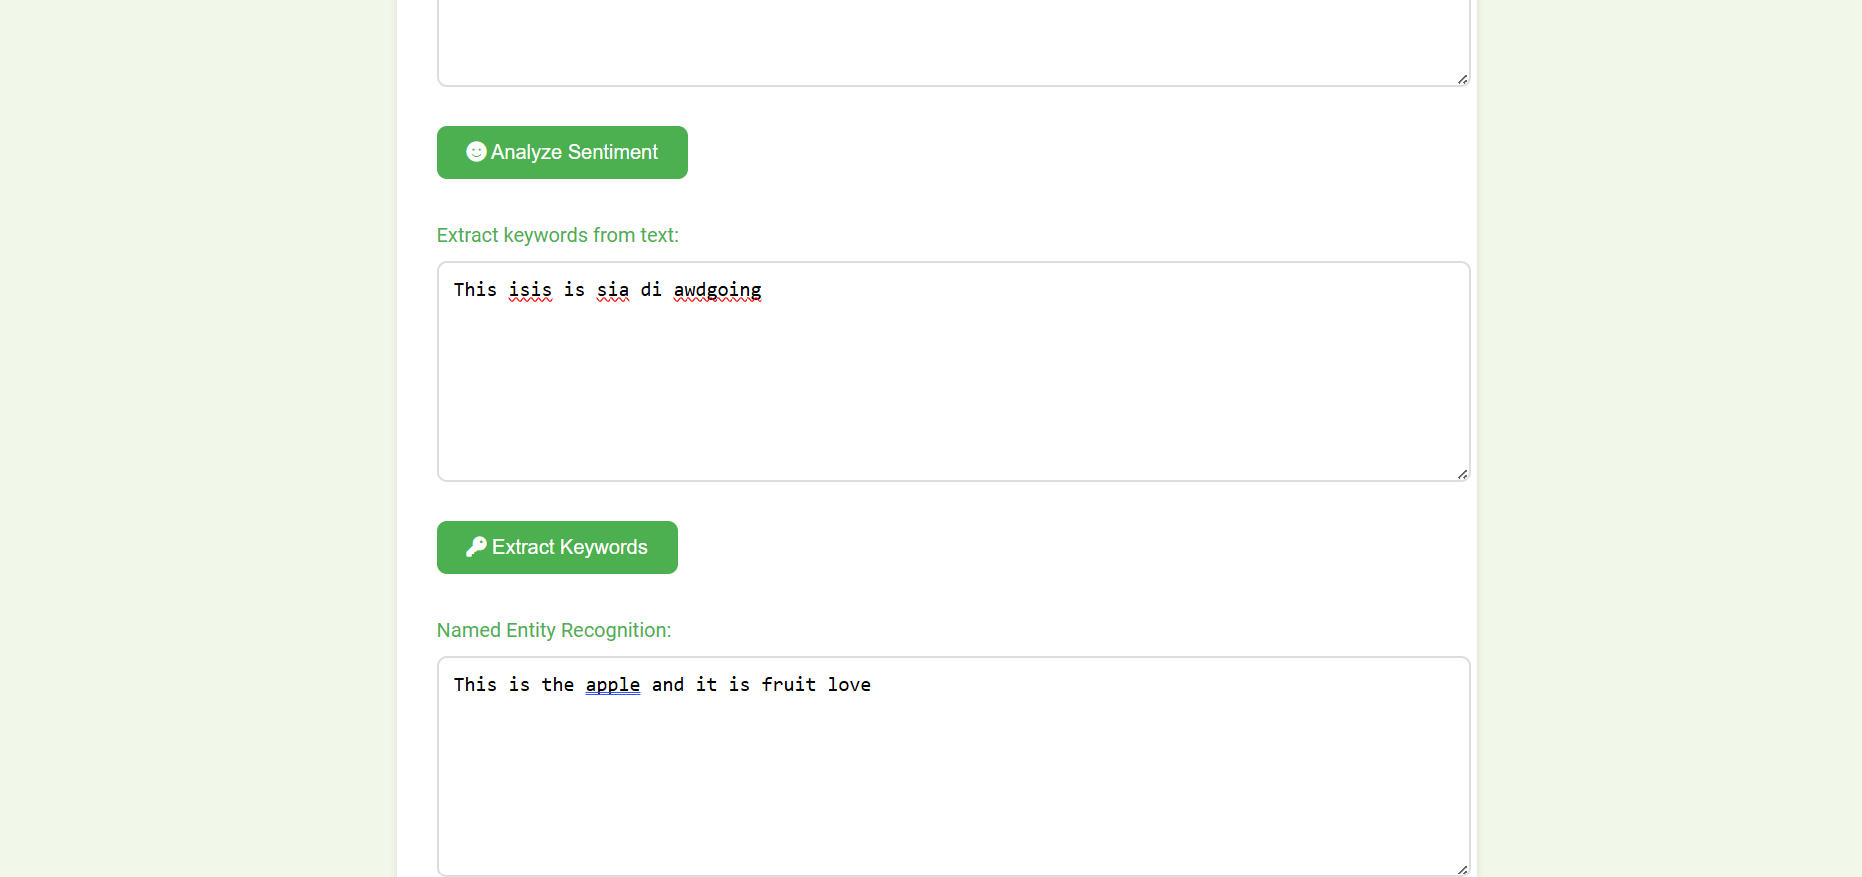 Analyze Sentiment
Extract keywords from text:
This isis is sia di awdgoing
Extract Keywords
Named Entity Recognition:
This is the apple and it is fruit love